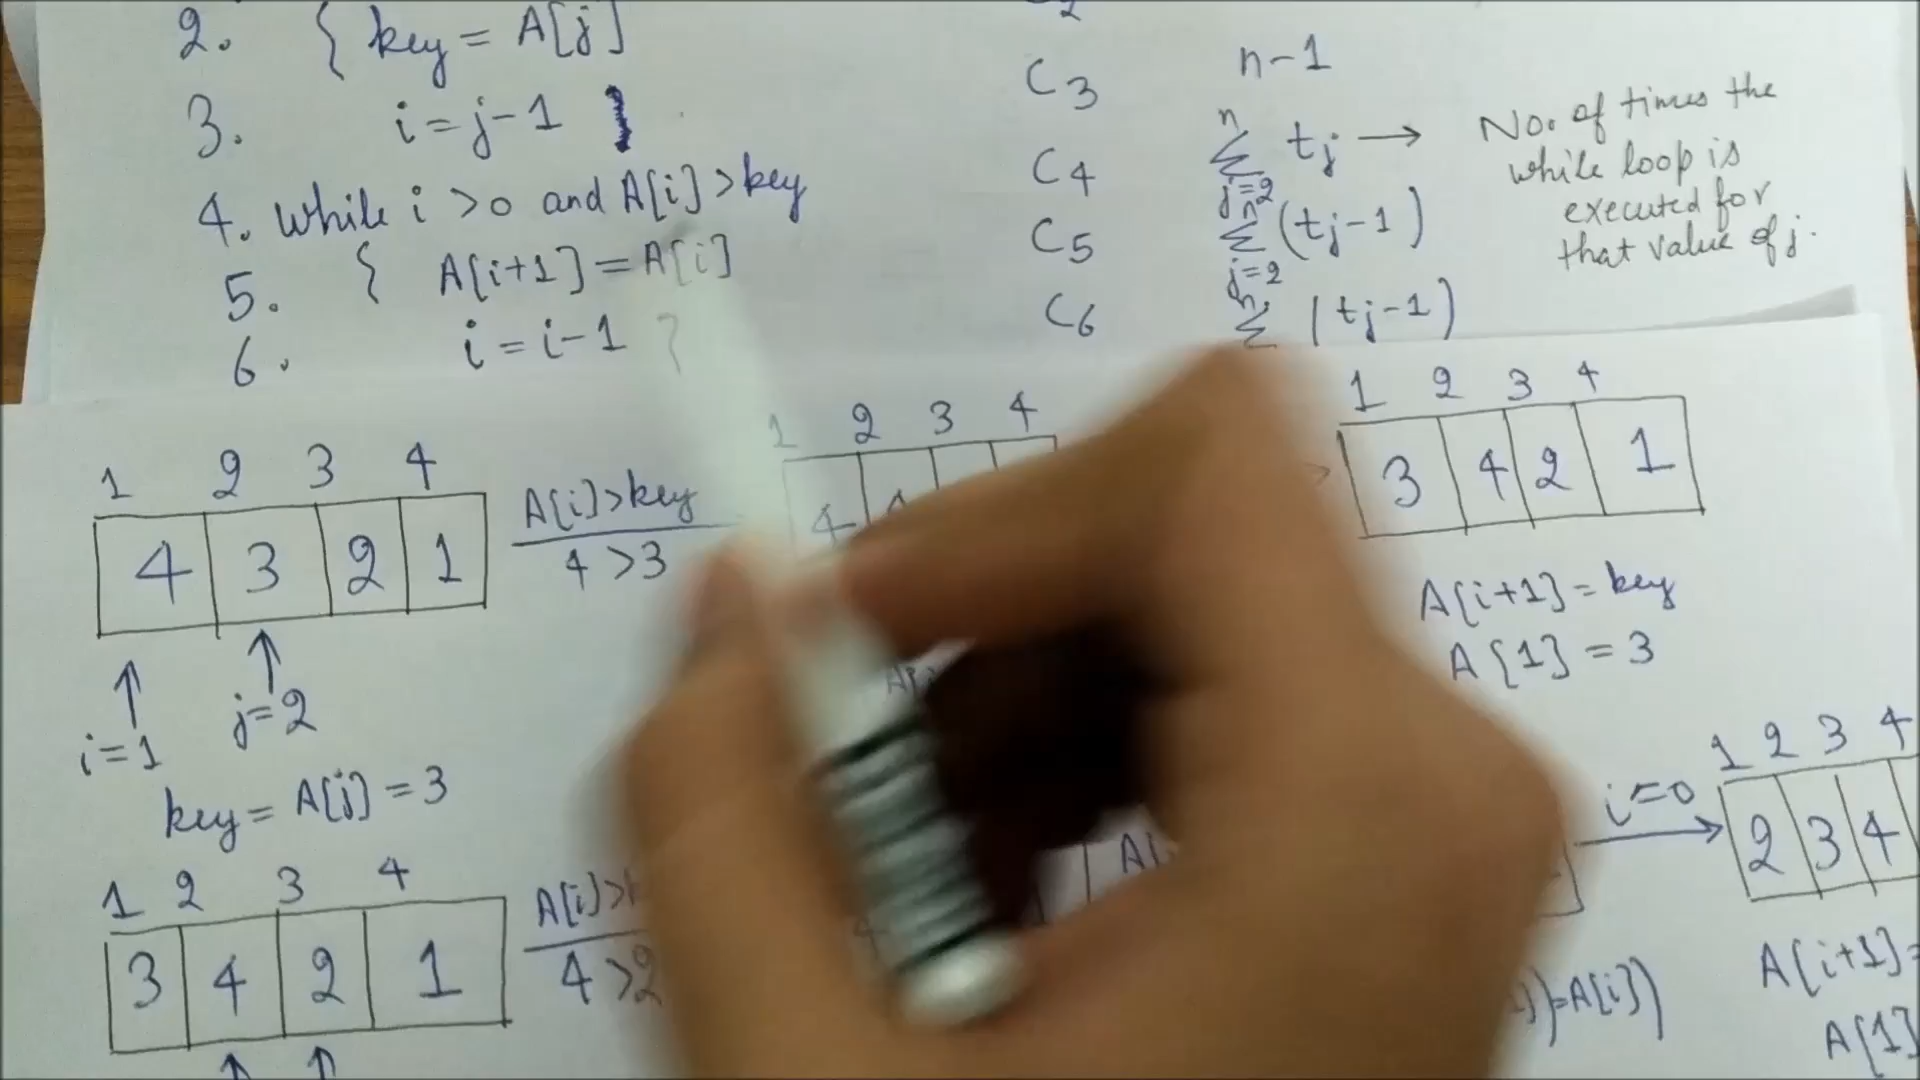 2. { key = A[j] C2
3. i = j-1 } C3 n-1
4. while i >0 and A[i] >key C4 n Σ j=2 tj → No. of times the
while loop is
executed for
that value of j.
5. { A[i+1] = A[i] C5 n Σ j=2 (tj-1)
6. i = i-1 } C6 n Σ (tj-1)
1 2 3 4
4 3 2 1
i=1 j=2
key = A[j] = 3
A[i]>key
4 >3
1 2 3 4
4
1 2 3 4
3 4 2 1
A[i+1] = key
A[1] = 3
1 2 3 4
3 4 2 1
A[i]>
4 >2
i=0
1 2 3 4
2 3 4
=A[i])
A[i+1]=
A[1]